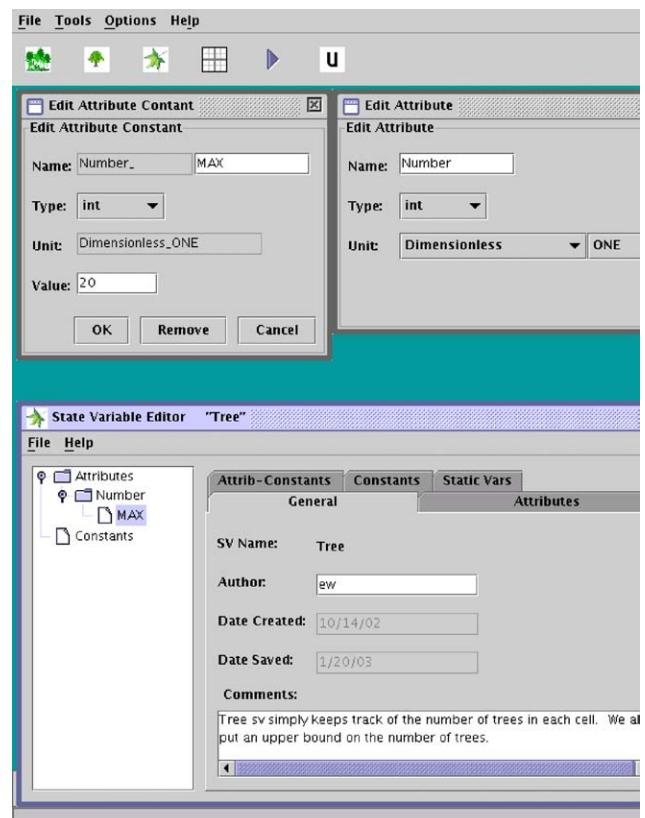 File Tools Options Help
u
Edit Attribute Contant
Edit Attribute Constant
Name: Number_ MAX
Type: int
Unit: Dimensionless_ONE
Value: 20
OK Remove Cancel
Edit Attribute
Edit Attribute
Name: Number
Type: int
Unit: Dimensionless ONE
State Variable Editor "Tree"
File Help
Attributes
Number
MAX
Constants
Attrib-Constants Constants Static Vars
General Attributes
SV Name: Tree
Author: ew
Date Created: 10/14/02
Date Saved: 1/20/03
Comments:
Tree sv simply keeps track of the number of trees in each cell. We
put an upper bound on the number of trees.